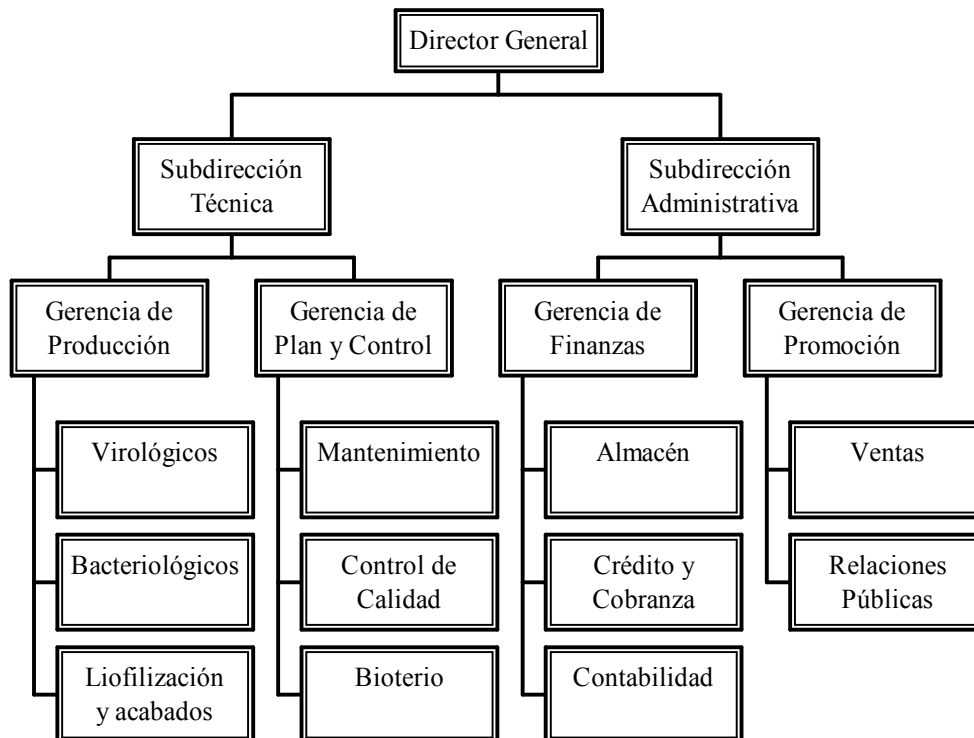 Director General
Subdirección
Técnica
Subdirección
Administrativa
Gerencia de
Producción
Gerencia de
Plan y Control
Gerencia de
Finanzas
Gerencia de
Promoción
Virológicos
Mantenimiento
Almacén
Ventas
Bacteriológicos
Control de
Calidad
Crédito y
Cobranza
Relaciones
Públicas
Liofilización
y acabados
Bioterio
Contabilidad